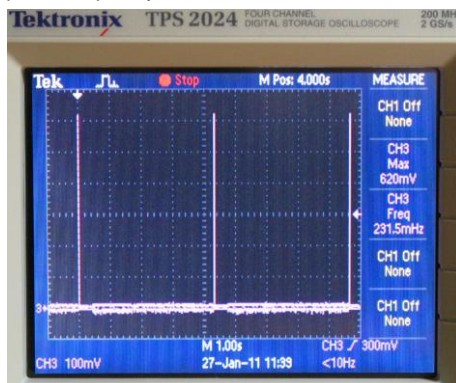 Tektronix TPS 2024 FOUR CHANNEL DIGITAL STORAGE OSCILLOSCOPE 200 MH 2 GS/s
Tek Stop M Pos: 4.000s MEASURE
CH1 Off
None
CH3
Max
620mV
CH3
Freq
231.5mHz
CH1 Off
None
CH1 Off
None
3
M 1.00s CH3 300mV
CH3 100mV 27-Jan-11 11:39 <10Hz